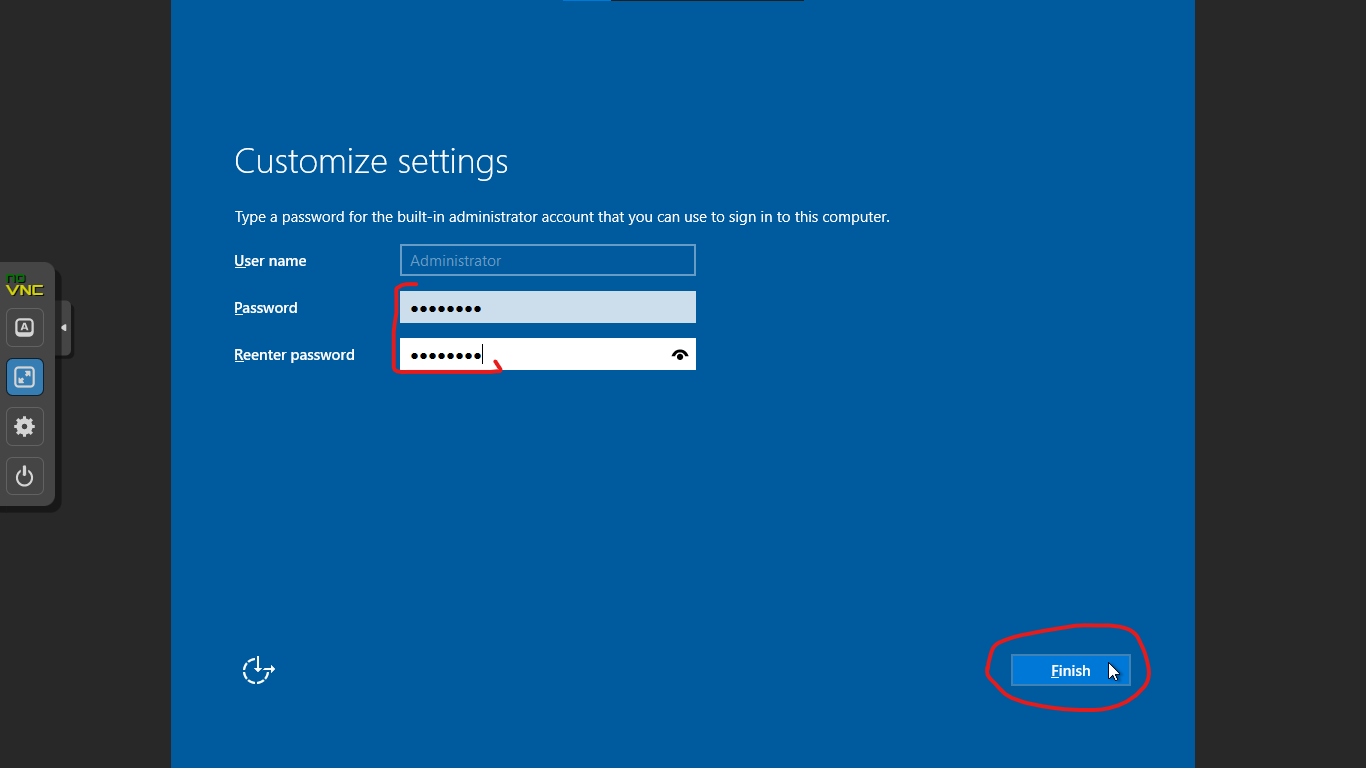 Customize settings
Type a password for the built-in administrator account that you can use to sign in to this computer.
User name
Administrator
Password
••••••••
Reenter password
••••••••
no
VNC
A
Finish